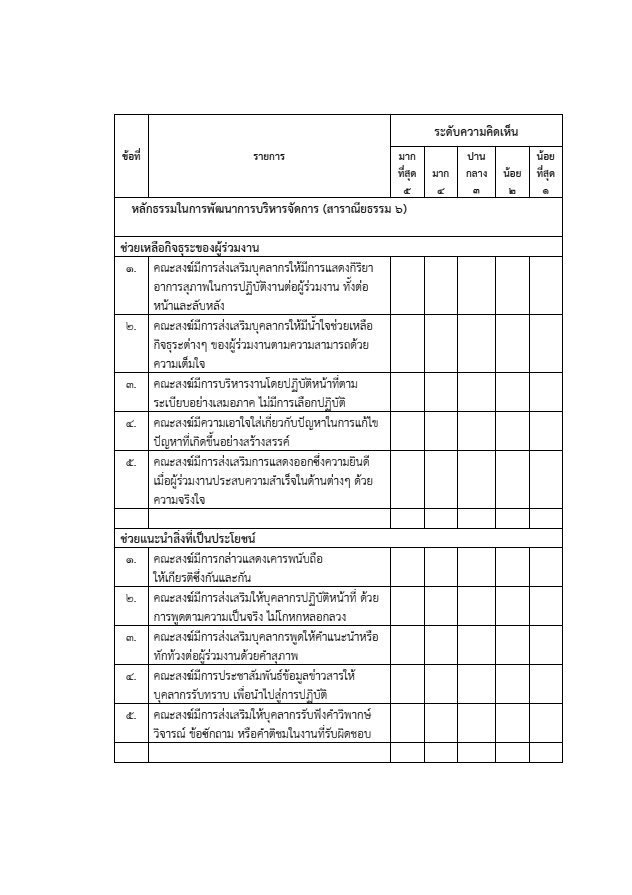 ระดับความคิดเห็น
ข้อที่ รายการ มาก ปาน น้อย
ที่สุด มาก กลาง น้อย ที่สุด
๕ ๔ ๓ ๒ ๑
หลักธรรมในการพัฒนาการบริหารจัดการ (สาราณียธรรม ๖)
ช่วยเหลือกิจธุระของผู้ร่วมงาน
๑. คณะสงฆ์มีการส่งเสริมบุคลากรให้มีการแสดงกิริยา
อาการสุภาพในการปฏิบัติงานต่อผู้ร่วมงาน ทั้งต่อ
หน้าและลับหลัง
๒. คณะสงฆ์มีการส่งเสริมบุคลากรให้มีน้ำใจช่วยเหลือ
กิจธุระต่างๆ ของผู้ร่วมงานตามความสามารถด้วย
ความเต็มใจ
๓. คณะสงฆ์มีการบริหารงานโดยปฏิบัติหน้าที่ตาม
ระเบียบอย่างเสมอภาค ไม่มีการเลือกปฏิบัติ
๔. คณะสงฆ์มีความเอาใจใส่เกี่ยวกับปัญหาในการแก้ไข
ปัญหาที่เกิดขึ้นอย่างสร้างสรรค์
๕. คณะสงฆ์มีการส่งเสริมการแสดงออกซึ่งความยินดี
เมื่อผู้ร่วมงานประสบความสำเร็จในด้านต่างๆ ด้วย
ความจริงใจ
ช่วยแนะนำสิ่งที่เป็นประโยชน์
๑. คณะสงฆ์มีการกล่าวแสดงเคารพนับถือ
ให้เกียรติซึ่งกันและกัน
๒. คณะสงฆ์มีการส่งเสริมให้บุคลากรปฏิบัติหน้าที่ ด้วย
การพูดตามความเป็นจริง ไม่โกหกหลอกลวง
๓. คณะสงฆ์มีการส่งเสริมบุคลากรพูดให้คำแนะนำหรือ
ทักท้วงต่อผู้ร่วมงานด้วยคำสุภาพ
๔. คณะสงฆ์มีการประชาสัมพันธ์ข้อมูลข่าวสารให้
บุคลากรรับทราบ เพื่อนำไปสู่การปฏิบัติ
๕. คณะสงฆ์มีการส่งเสริมให้บุคลากรรับฟังคำวิพากษ์
วิจารณ์ ข้อซักถาม หรือคำติชมในงานที่รับผิดชอบ